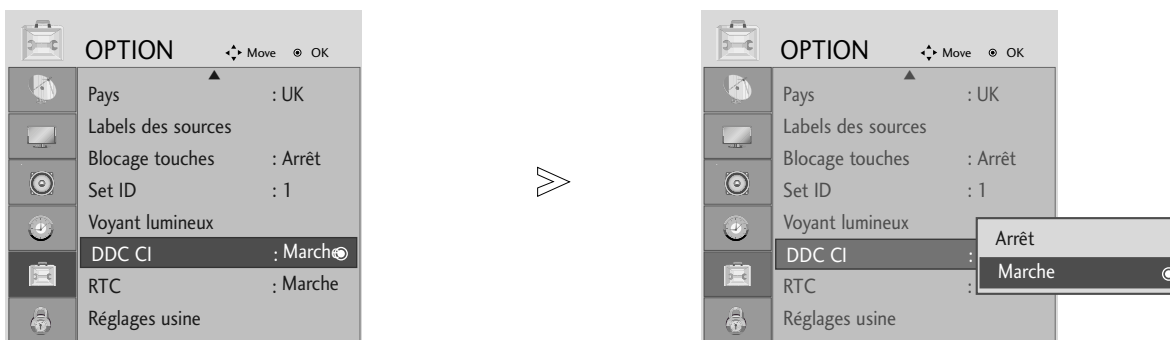 OPTION Move OK
Pays : UK
Labels des sources
Blocage touches : Arrêt
Set ID : 1
Voyant lumineux
DDC CI : Marche
RTC : Marche
Réglages usine
OPTION Move OK
Pays : UK
Labels des sources
Blocage touches : Arrêt
Set ID : 1
Voyant lumineux
DDC CI :
RTC :
Réglages usine
Arrêt
Marche